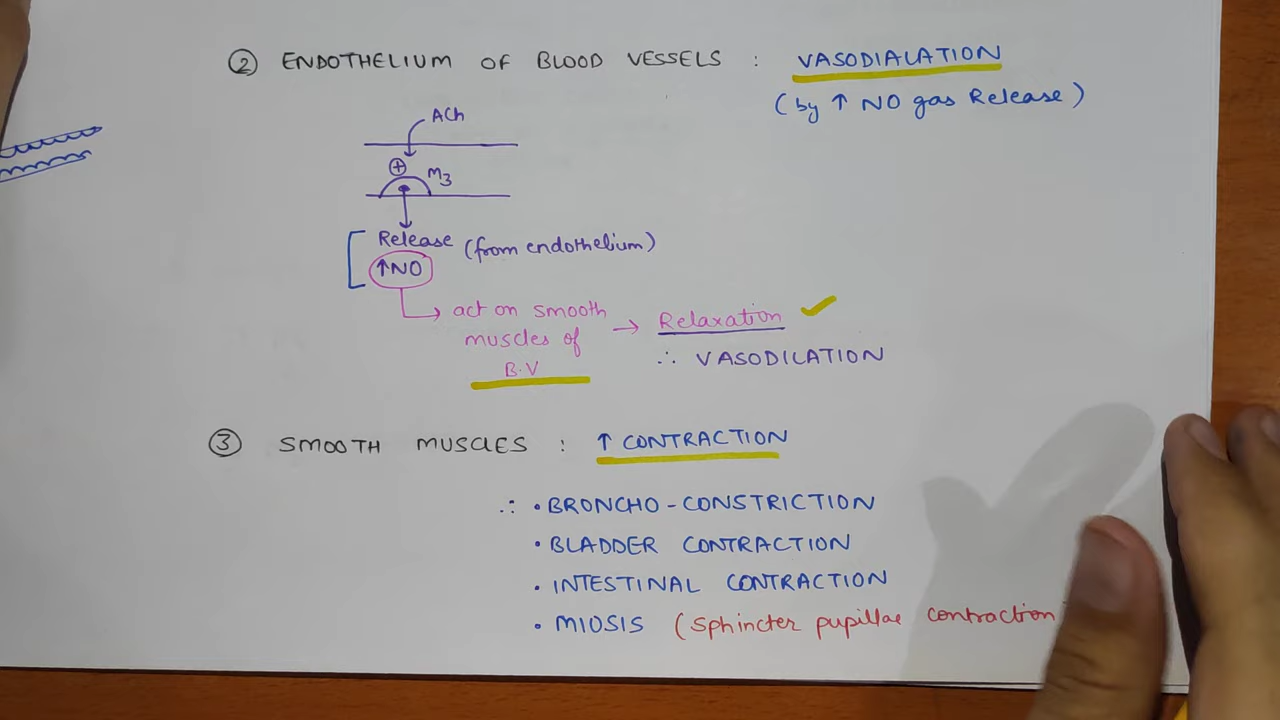 ② ENDOTHELIUM OF BLOOD VESSELS : VASODIALATION
(by ↑ NO gas Release)
ACh
⊕ M3
Release (from endothelium)
↑NO
act on smooth muscles of B.V → Relaxation
∴ VASODILATION
③ SMOOTH MUSCLES : ↑ CONTRACTION
∴ • BRONCHO-CONSTRICTION
• BLADDER CONTRACTION
• INTESTINAL CONTRACTION
• MIOSIS (Sphincter pupillae contraction